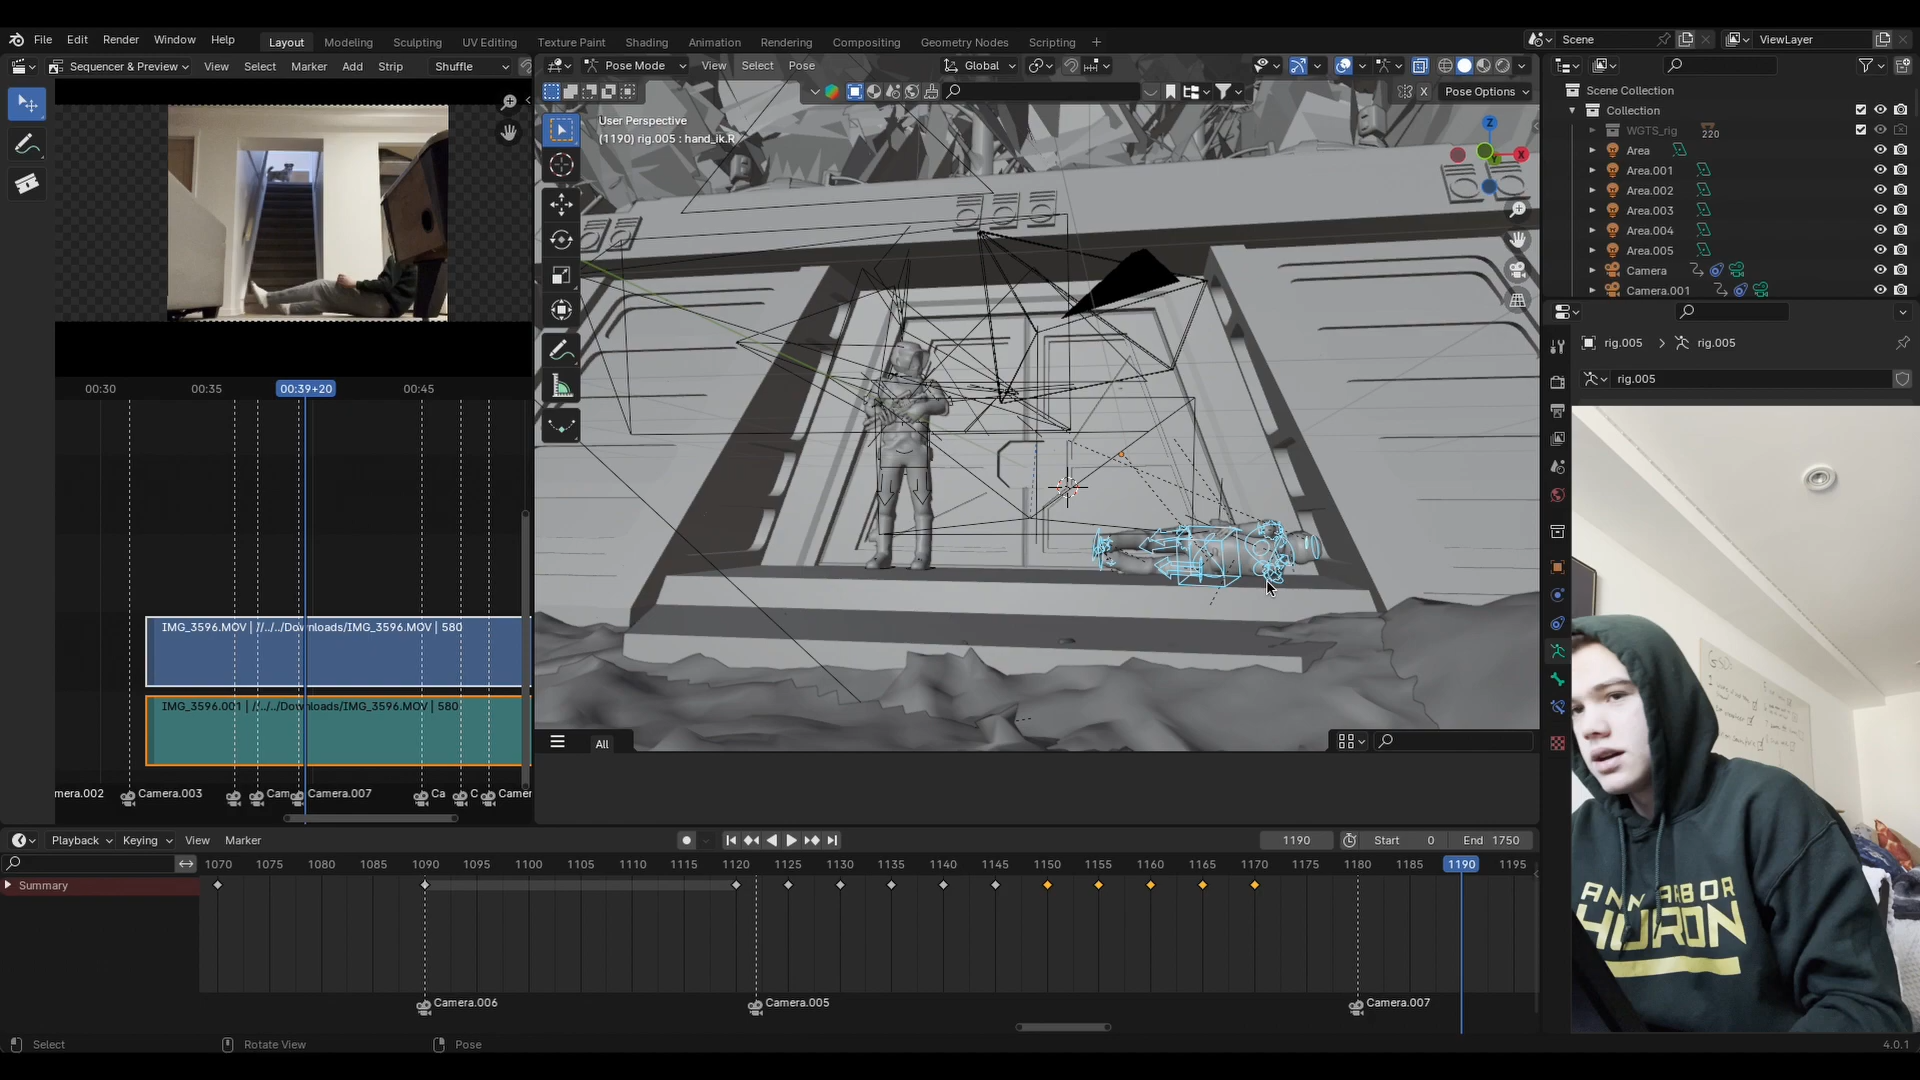 File Edit Render Window Help
Layout Modeling Sculpting UV Editing Texture Paint Shading Animation Rendering Compositing Geometry Nodes Scripting +
Scene
ViewLayer
Sequencer & Preview View Select Marker Add Strip Shuffle
Pose Mode View Select Pose Global
X Pose Options
User Perspective
(1190) rig.005 : hand_ik.R
Z
X
Y
Scene Collection
Collection
WGTS_rig 220
Area
Area.001
Area.002
Area.003
Area.004
Area.005
Camera
Camera.001
rig.005 > rig.005
rig.005
00:30 00:35 00:39+20 00:45
IMG_3596.MOV | //../../Downloads/IMG_3596.MOV | 580
IMG_3596.001 | //../../Downloads/IMG_3596.MOV | 580
mera.002 Camera.003 Cam Camera.007 Ca C Camer
All
Playback Keying View Marker
1190 Start 0 End 1750
1070 1075 1080 1085 1090 1095 1100 1105 1110 1115 1120 1125 1130 1135 1140 1145 1150 1155 1160 1165 1170 1175 1180 1185 1190 1195
Summary
Camera.006 Camera.005 Camera.007
Select Rotate View Pose
4.0.1
ANN ARBOR
HURON